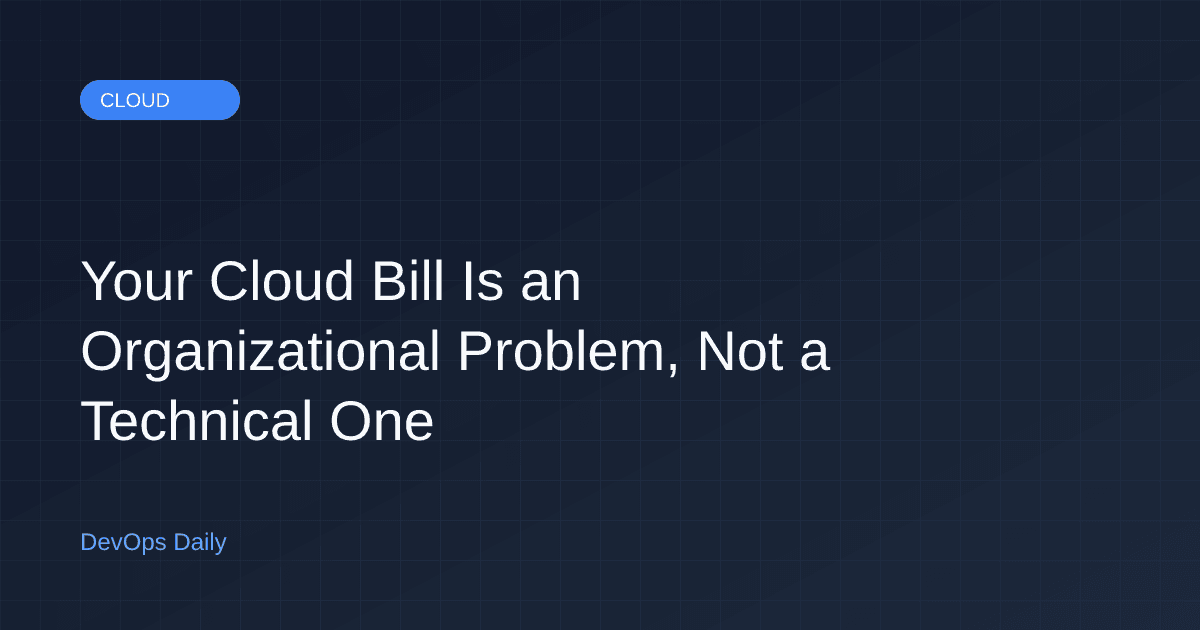 CLOUD
Your Cloud Bill Is an
Organizational Problem, Not a
Technical One
DevOps Daily